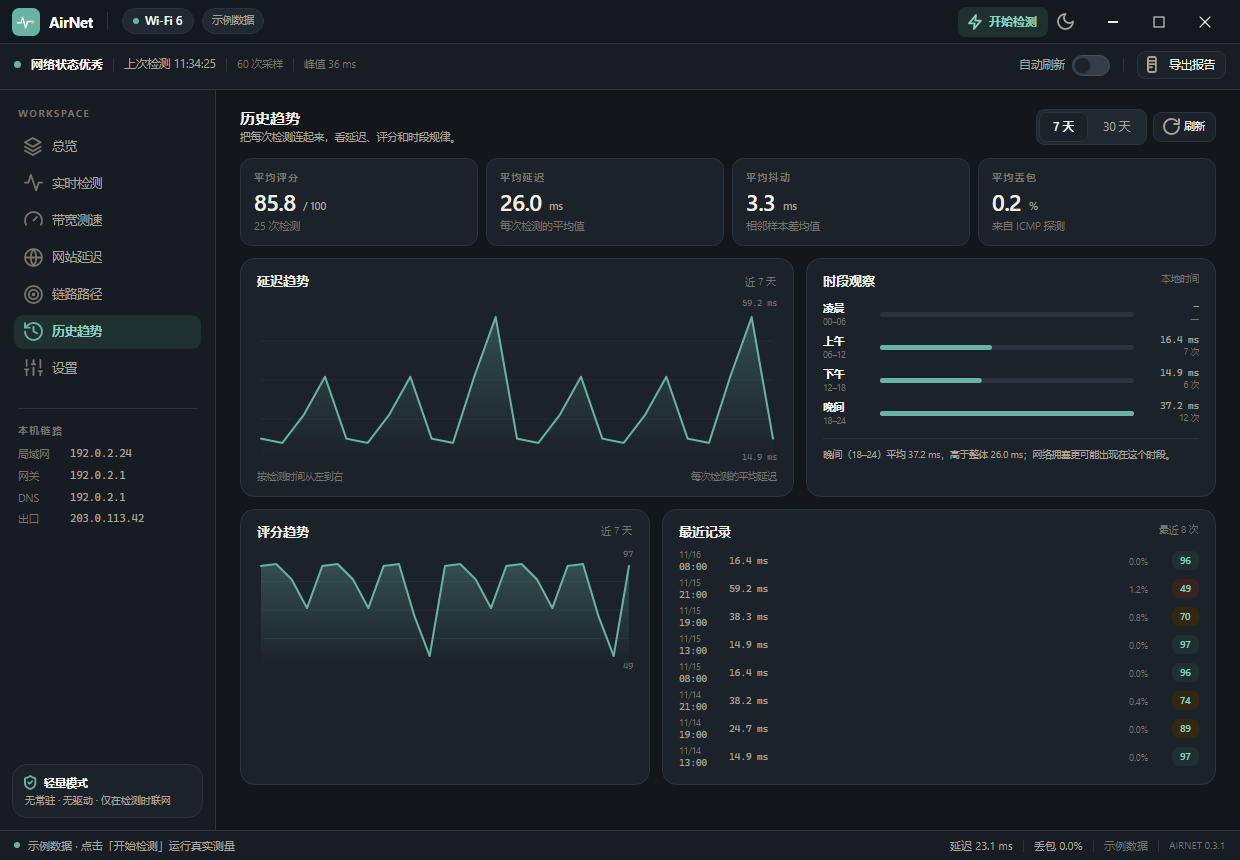 AirNet
Wi-Fi 6
示例数据
开始检测
网络状态优秀
上次检测 11:34:25
60 次采样
峰值 36 ms
自动刷新
导出报告
WORKSPACE
总览
实时检测
带宽测速
网站延迟
链路路径
历史趋势
设置
本机链路
局域网 192.0.2.24
网关 192.0.2.1
DNS 192.0.2.1
出口 203.0.113.42
轻量模式
无常驻 · 无驱动 · 仅在检测时联网
历史趋势
把每次检测连起来，看延迟、评分和时段规律。
7 天
30 天
刷新
平均评分
85.8 / 100
25 次检测
平均延迟
26.0 ms
每次检测的平均值
平均抖动
3.3 ms
相邻样本差均值
平均丢包
0.2 %
来自 ICMP 探测
延迟趋势
近 7 天
59.2 ms
14.9 ms
按检测时间从左到右
每次检测的平均延迟
时段观察
本地时间
凌晨 –
00–06 —
上午 16.4 ms
06–12 7 次
下午 14.9 ms
12–18 6 次
晚间 37.2 ms
18–24 12 次
晚间（18–24）平均 37.2 ms，高于整体 26.0 ms；网络拥塞更可能出现在这个时段。
评分趋势
近 7 天
97
49
最近记录
最近 8 次
11/16
08:00 16.4 ms 0.0% 96
11/15
21:00 59.2 ms 1.2% 49
11/15
19:00 38.3 ms 0.8% 70
11/15
13:00 14.9 ms 0.0% 97
11/15
08:00 16.4 ms 0.0% 96
11/14
21:00 38.2 ms 0.4% 74
11/14
19:00 24.7 ms 0.0% 89
11/14
13:00 14.9 ms 0.0% 97
示例数据 · 点击「开始检测」运行真实测量
延迟 23.1 ms
丢包 0.0%
示例数据
AIRNET 0.3.1